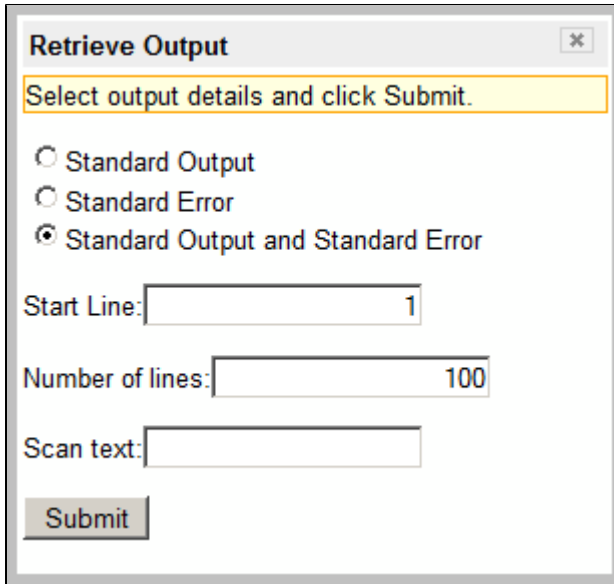 Retrieve Output
Select output details and click Submit.
Standard Output
Standard Error
Standard Output and Standard Error
Start Line: 1
Number of lines: 100
Scan text:
Submit